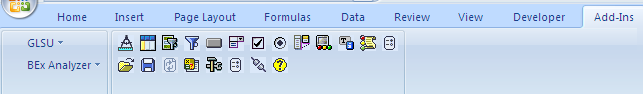 Home Insert Page Layout Formulas Data Review View Developer Add-Ins
GLSU
BEx Analyzer